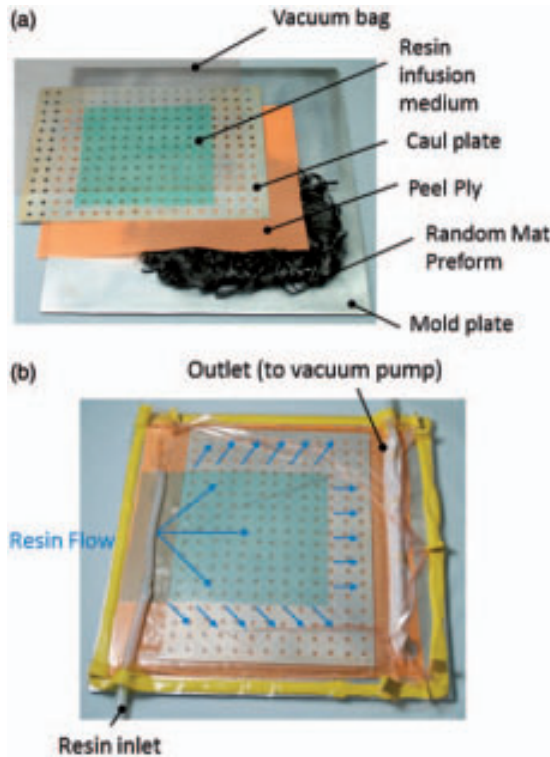 (a)
Vacuum bag
Resin
infusion
medium
Caul plate
Peel Ply
Random Mat
Preform
Mold plate
(b)
Outlet (to vacuum pump)
Resin Flow
Resin inlet